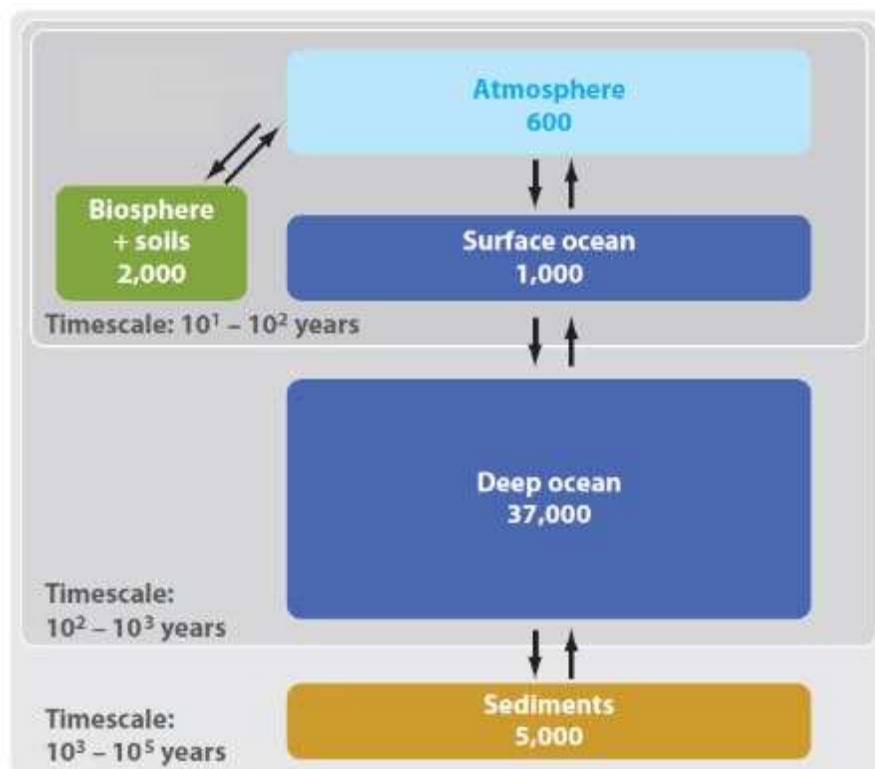 Atmosphere
600
Biosphere
+ soils
2,000
Surface ocean
1,000
Timescale: 10¹ – 10² years
Deep ocean
37,000
Timescale:
10² – 10³ years
Sediments
5,000
Timescale:
10³ – 10⁵ years